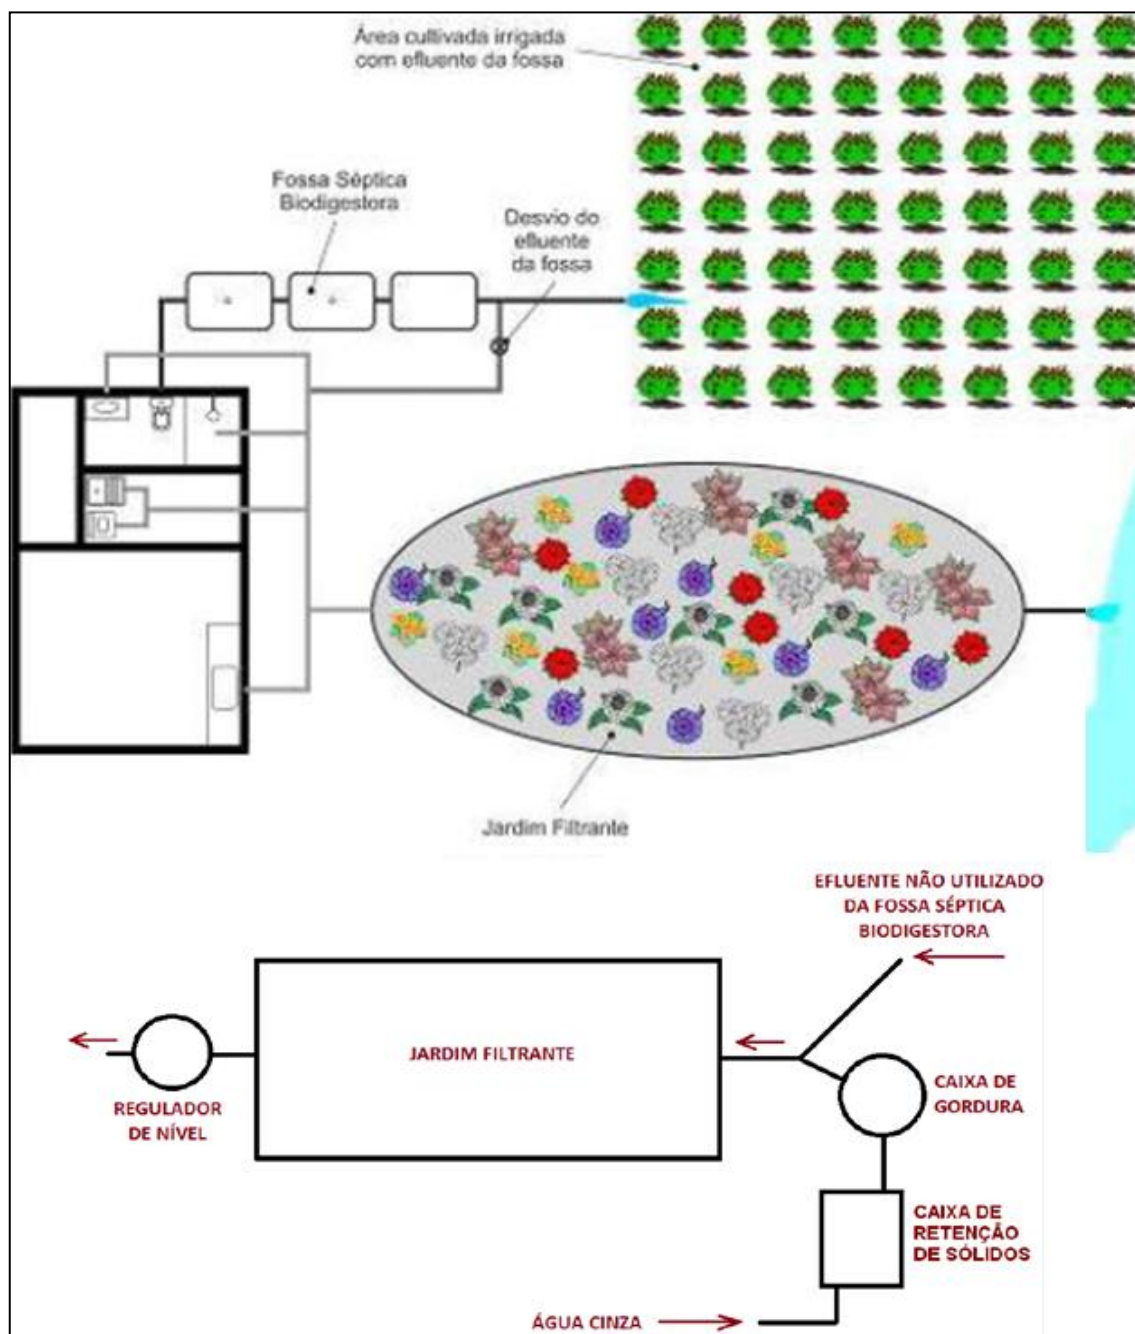 Área cultivada irrigada
com efluente da fossa
Fossa Séptica
Biodigestora
Desvio do
efluente
da fossa
Jardim Filtrante
EFLUENTE NÃO UTILIZADO
DA FOSSA SÉPTICA
BIODIGESTORA
JARDIM FILTRANTE
CAIXA DE
GORDURA
REGULADOR
DE NÍVEL
CAIXA DE
RETENÇÃO
DE SÓLIDOS
ÁGUA CINZA